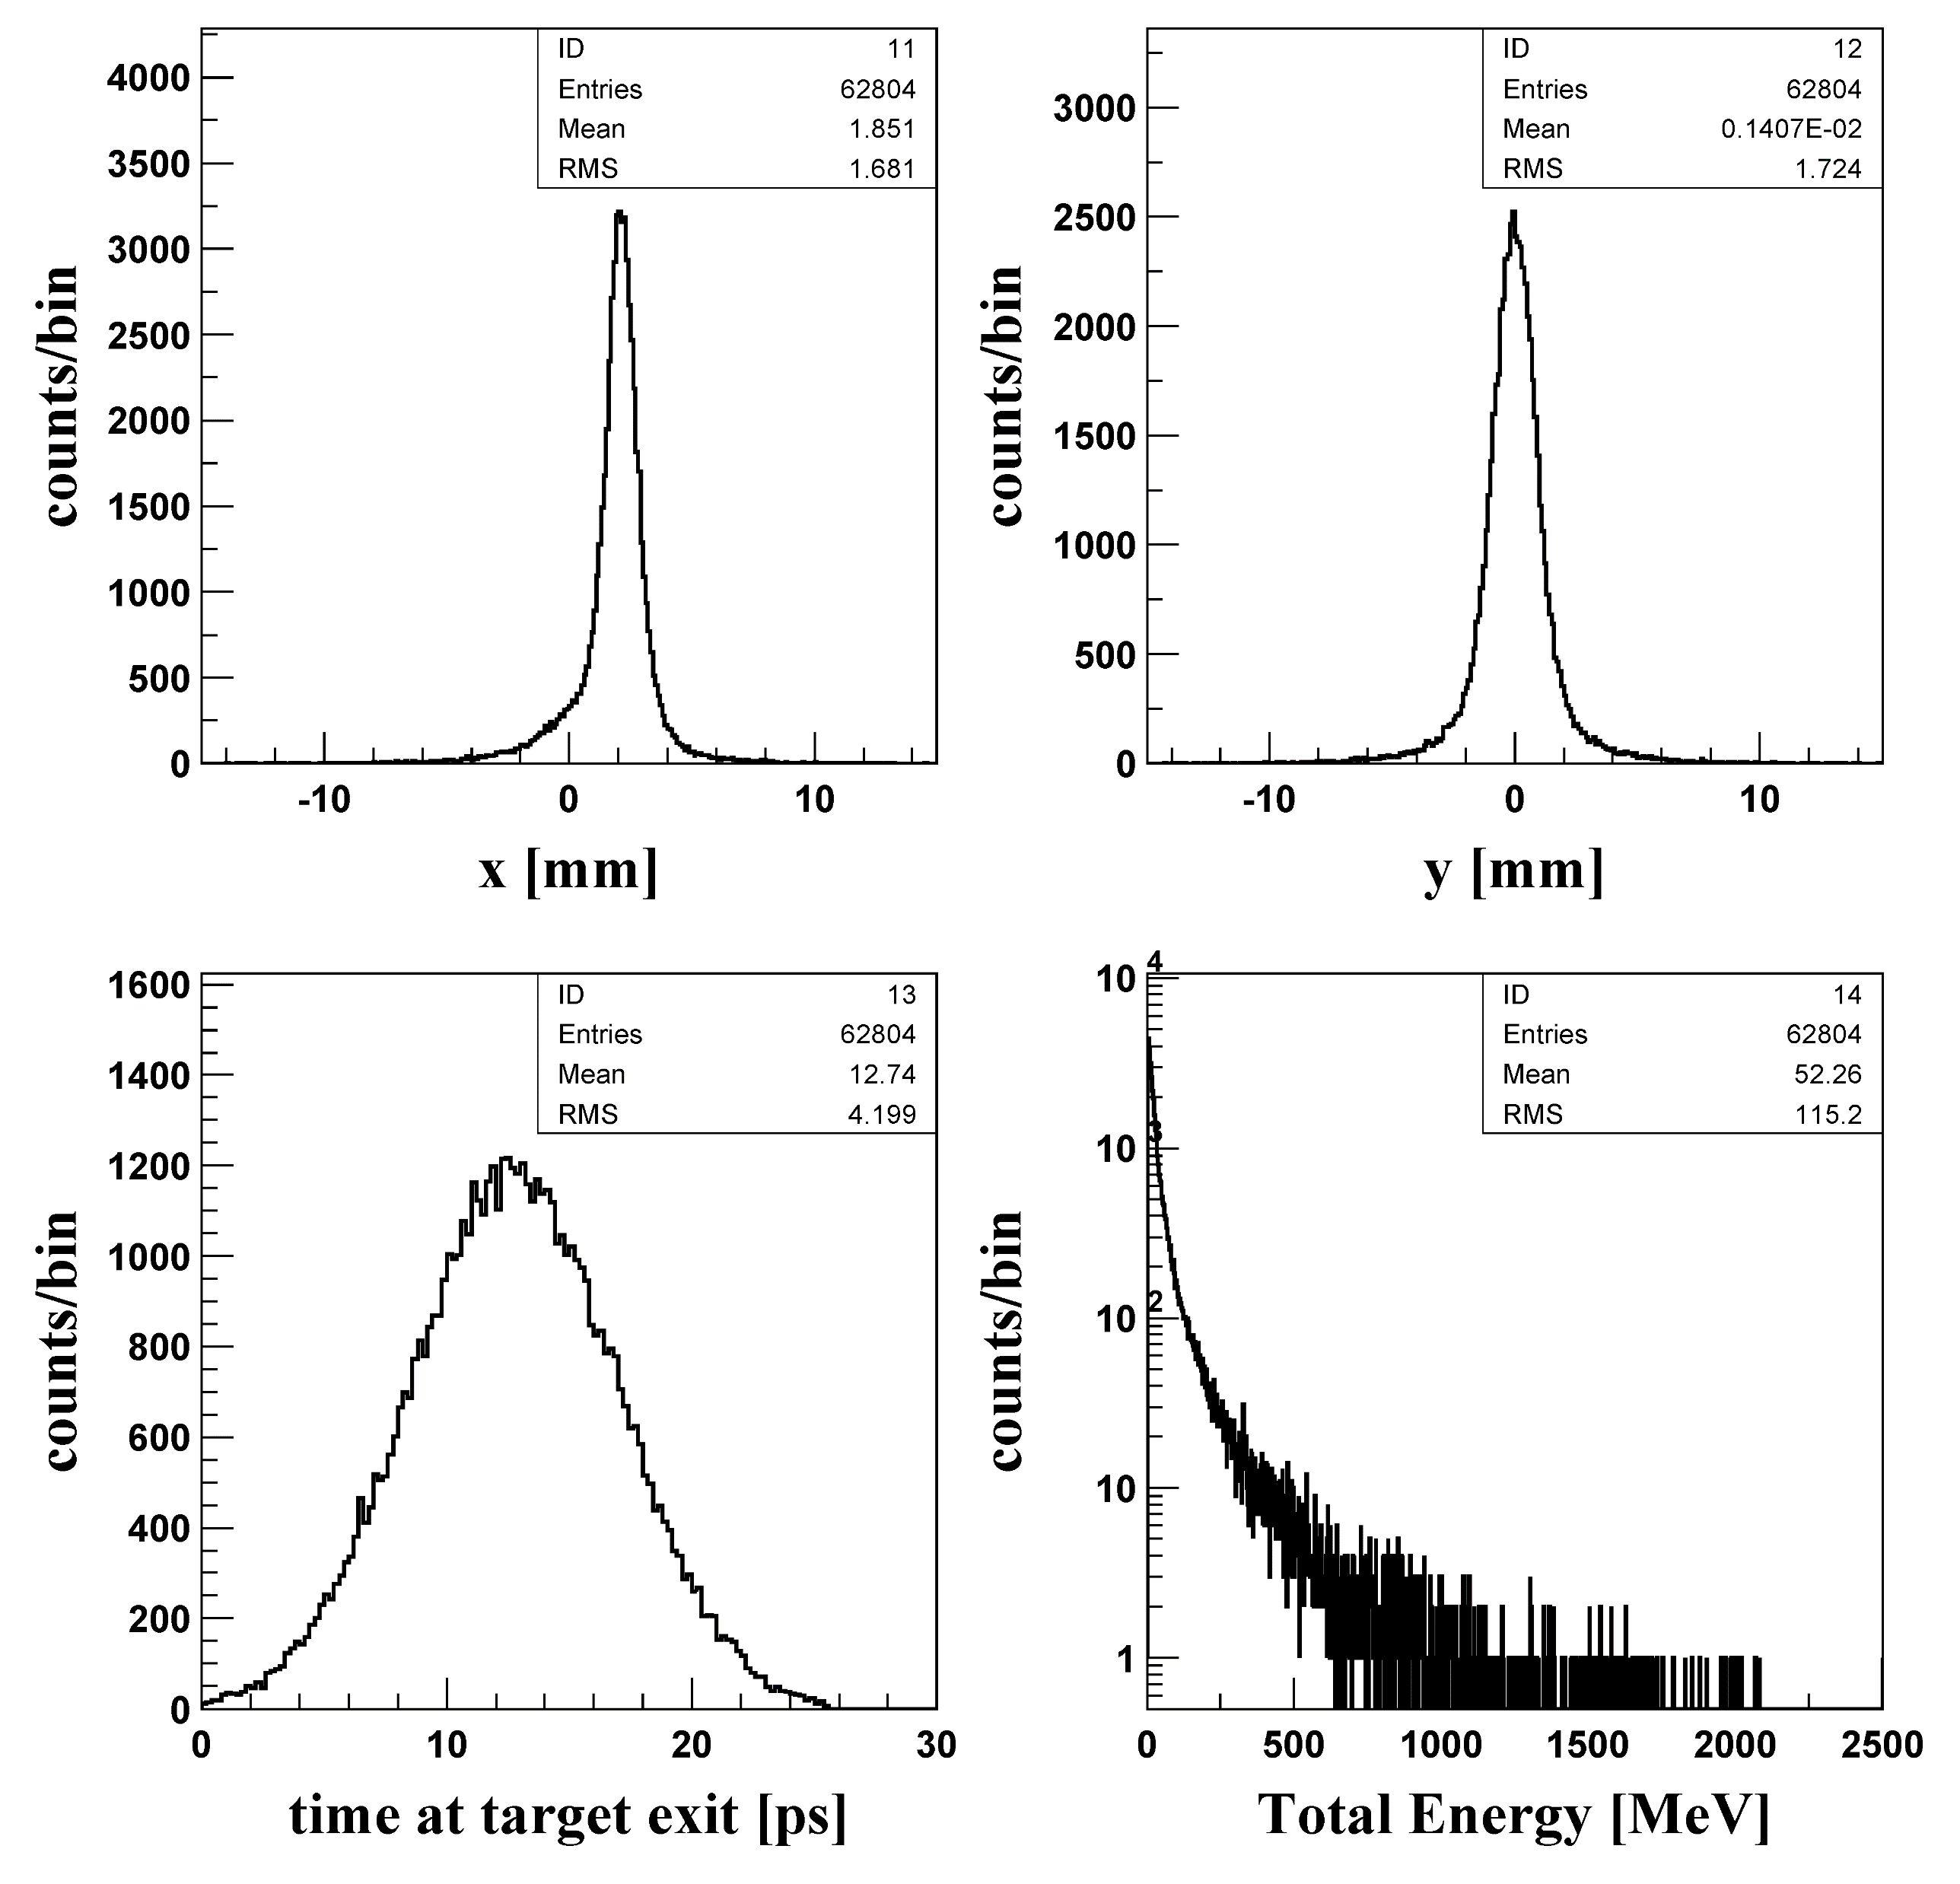 ID 11
Entries 62804
Mean 1.851
RMS 1.681
4000
3500
3000
2500
2000
1500
1000
500
0
counts/bin
-10 0 10
x [mm]
ID 12
Entries 62804
Mean 0.1407E-02
RMS 1.724
3000
2500
2000
1500
1000
500
0
counts/bin
-10 0 10
y [mm]
ID 13
Entries 62804
Mean 12.74
RMS 4.199
1600
1400
1200
1000
800
600
400
200
0
counts/bin
0 10 20 30
time at target exit [ps]
ID 14
Entries 62804
Mean 52.26
RMS 115.2
10 4
10 3
10 2
10
1
counts/bin
0 500 1000 1500 2000 2500
Total Energy [MeV]